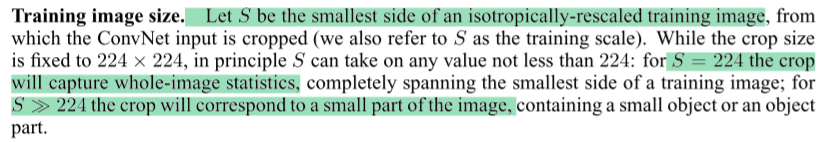 Training image size. Let S be the smallest side of an isotropically-rescaled training image, from
which the ConvNet input is cropped (we also refer to S as the training scale). While the crop size
is fixed to 224 × 224, in principle S can take on any value not less than 224: for S = 224 the crop
will capture whole-image statistics, completely spanning the smallest side of a training image; for
S ≫ 224 the crop will correspond to a small part of the image, containing a small object or an object
part.